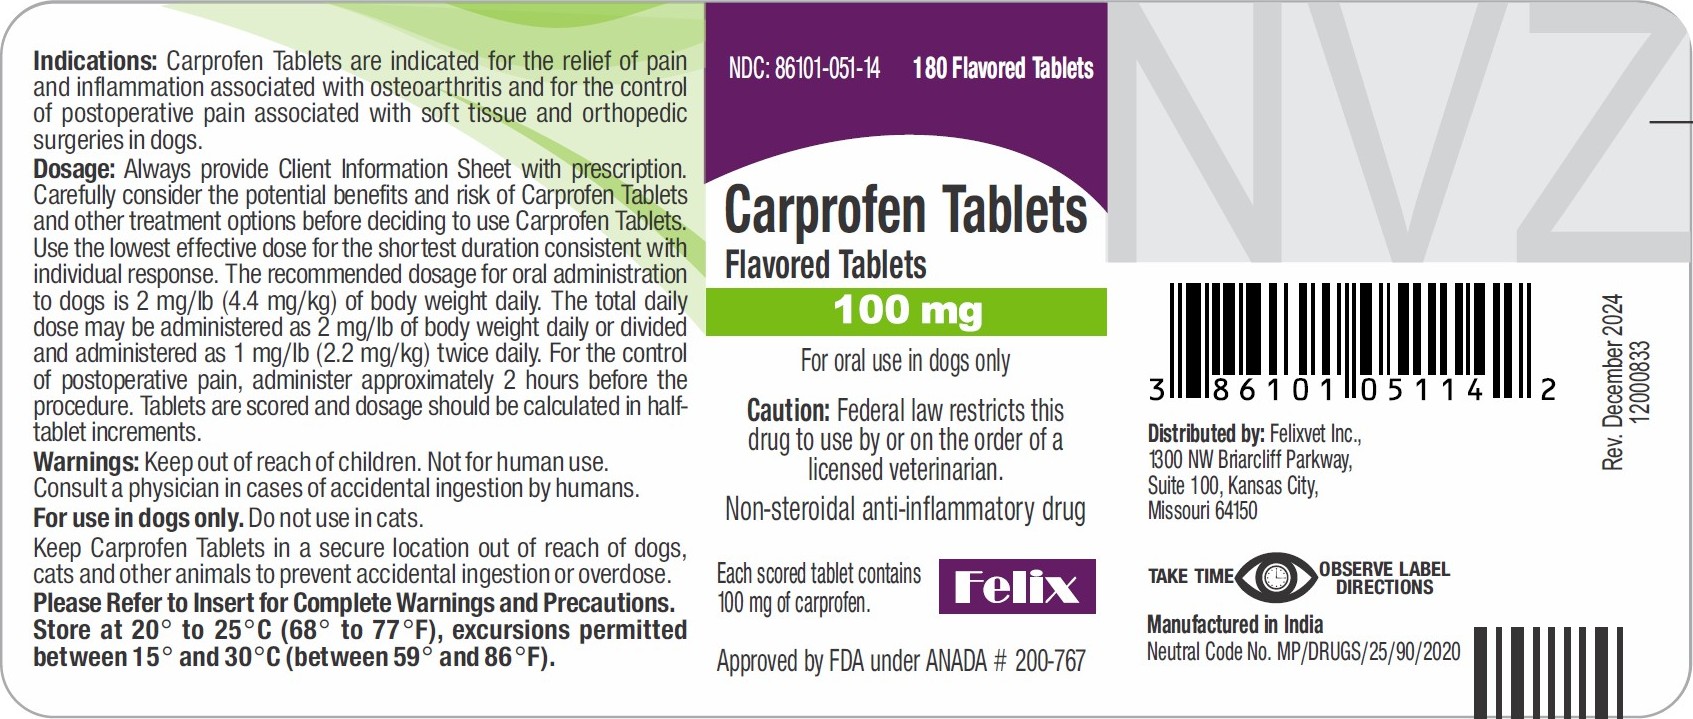 Indications: Carprofen Tablets are indicated for the relief of pain
and inflammation associated with osteoarthritis and for the control
of postoperative pain associated with soft tissue and orthopedic
surgeries in dogs.
Dosage: Always provide Client Information Sheet with prescription.
Carefully consider the potential benefits and risk of Carprofen Tablets
and other treatment options before deciding to use Carprofen Tablets.
Use the lowest effective dose for the shortest duration consistent with
individual response. The recommended dosage for oral administration
to dogs is 2 mg/lb (4.4 mg/kg) of body weight daily. The total daily
dose may be administered as 2 mg/lb of body weight daily or divided
and administered as 1 mg/lb (2.2 mg/kg) twice daily. For the control
of postoperative pain, administer approximately 2 hours before the
procedure. Tablets are scored and dosage should be calculated in half-
tablet increments.
Warnings: Keep out of reach of children. Not for human use.
Consult a physician in cases of accidental ingestion by humans.
For use in dogs only. Do not use in cats.
Keep Carprofen Tablets in a secure location out of reach of dogs,
cats and other animals to prevent accidental ingestion or overdose.
Please Refer to Insert for Complete Warnings and Precautions.
Store at 20° to 25°C (68° to 77°F), excursions permitted
between 15° and 30°C (between 59° and 86°F).
NDC: 86101-051-14 180 Flavored Tablets
Carprofen Tablets
Flavored Tablets
100 mg
For oral use in dogs only
Caution: Federal law restricts this
drug to use by or on the order of a
licensed veterinarian.
Non-steroidal anti-inflammatory drug
Each scored tablet contains
100 mg of carprofen.
Felix
Approved by FDA under ANADA # 200-767
NVZ
3 86101 05114 2
Distributed by: Felixvet Inc.,
1300 NW Briarcliff Parkway,
Suite 100, Kansas City,
Missouri 64150
TAKE TIME OBSERVE LABEL
DIRECTIONS
Manufactured in India
Neutral Code No. MP/DRUGS/25/90/2020
Rev. December 2024
12000833